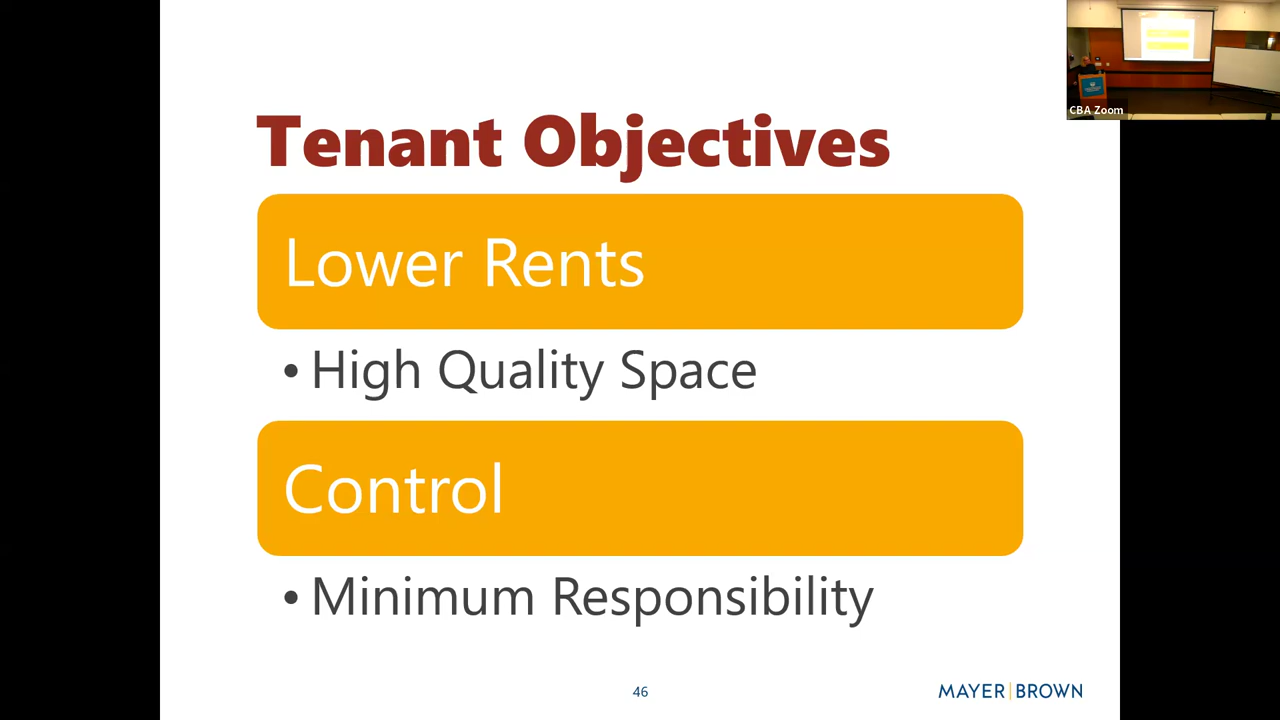 CBA Zoom
Tenant Objectives
Lower Rents
• High Quality Space
Control
• Minimum Responsibility
46
MAYER|BROWN